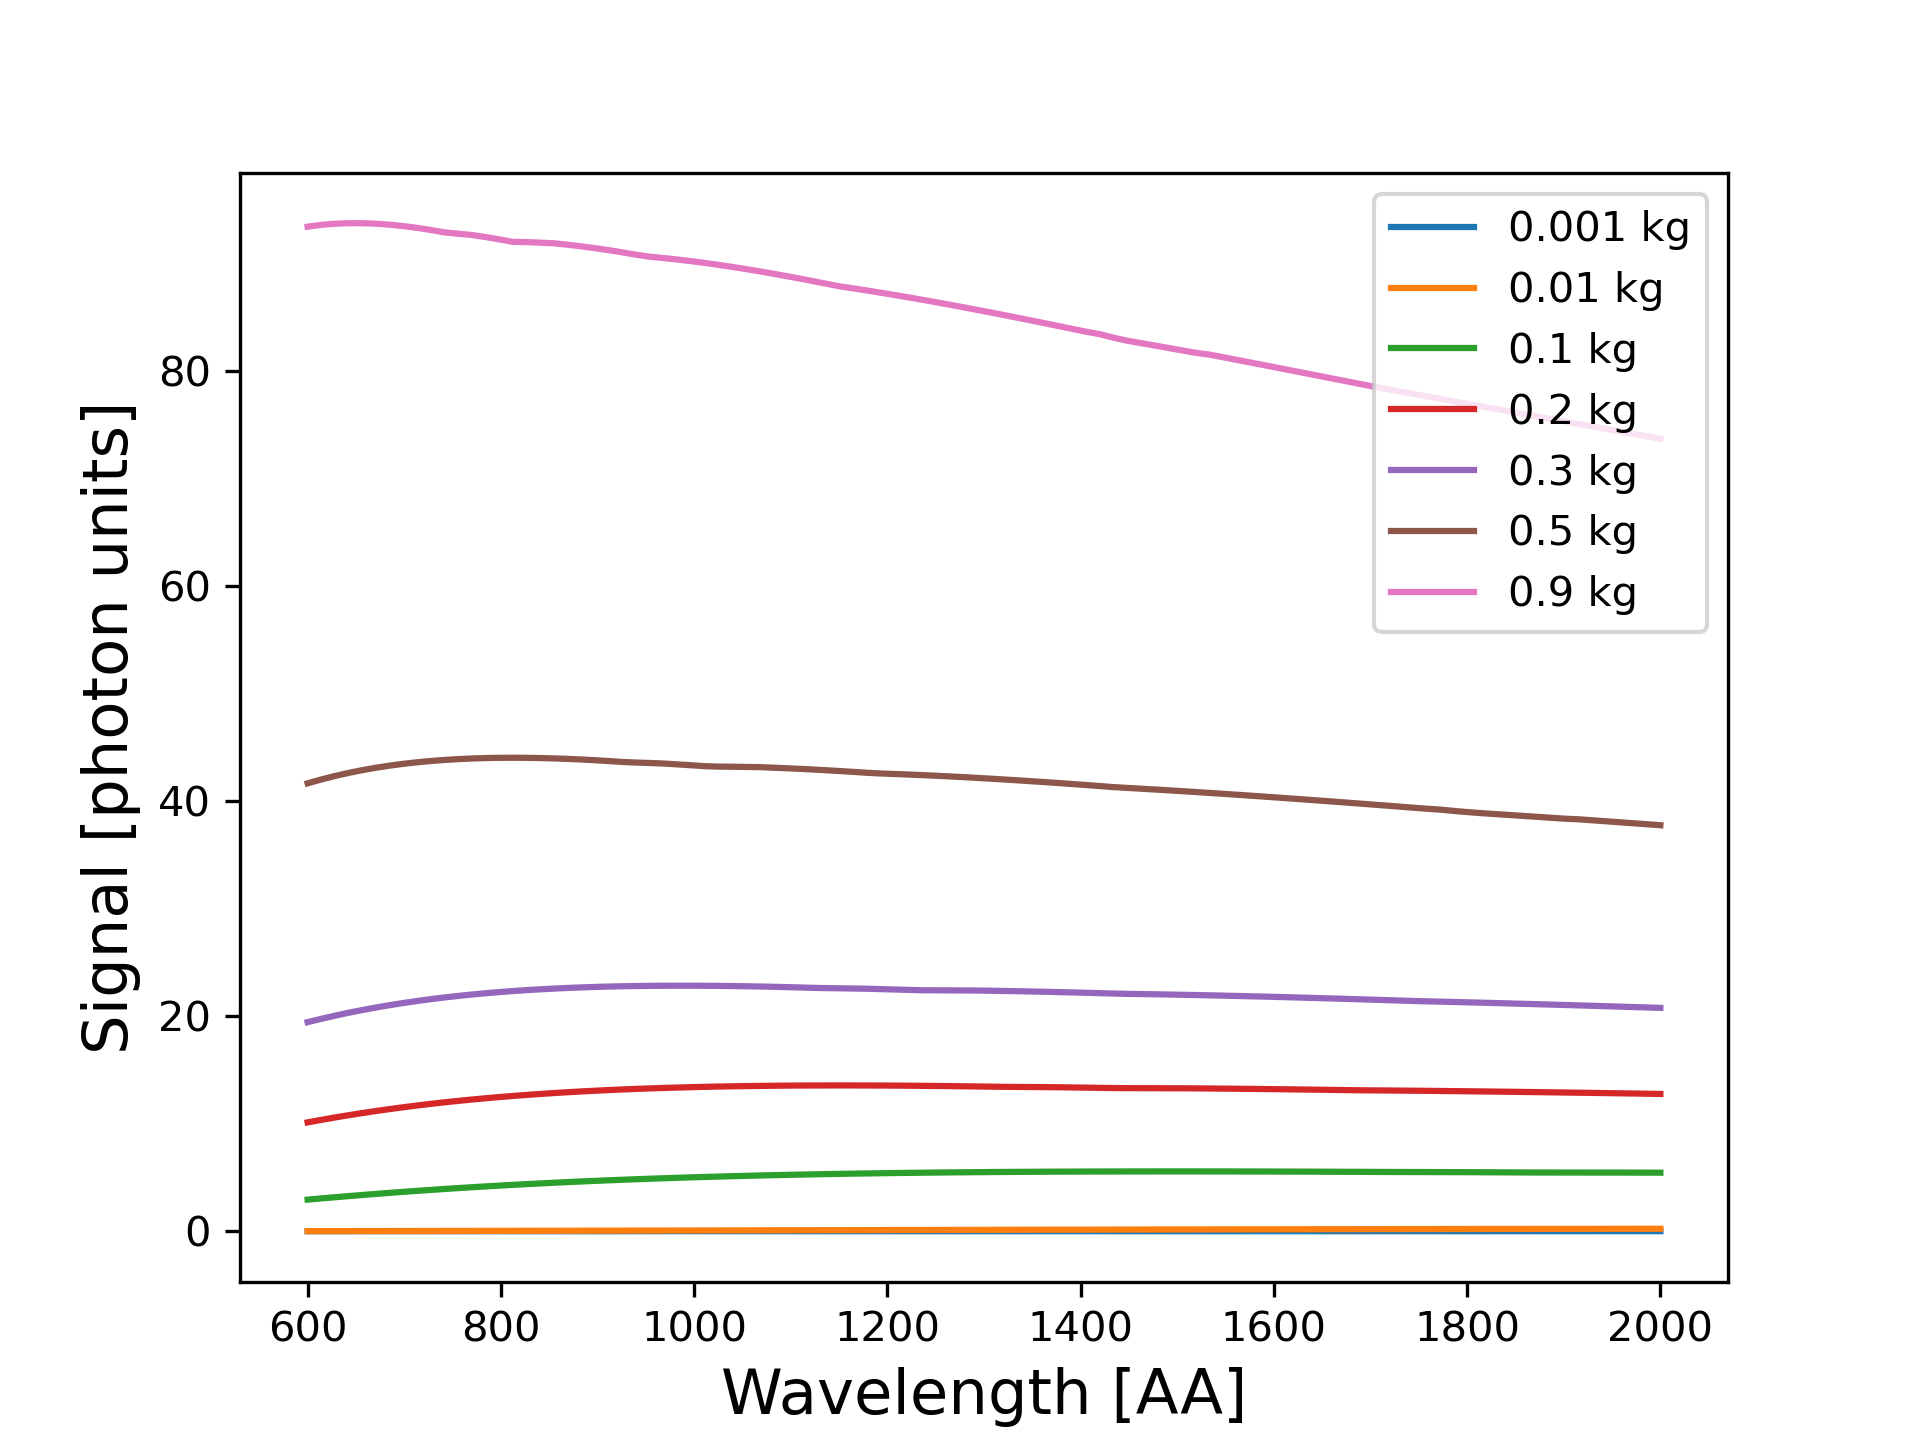 0.001 kg
0.01 kg
0.1 kg
0.2 kg
0.3 kg
0.5 kg
0.9 kg
80
60
40
20
0
Signal [photon units]
600 800 1000 1200 1400 1600 1800 2000
Wavelength [AA]